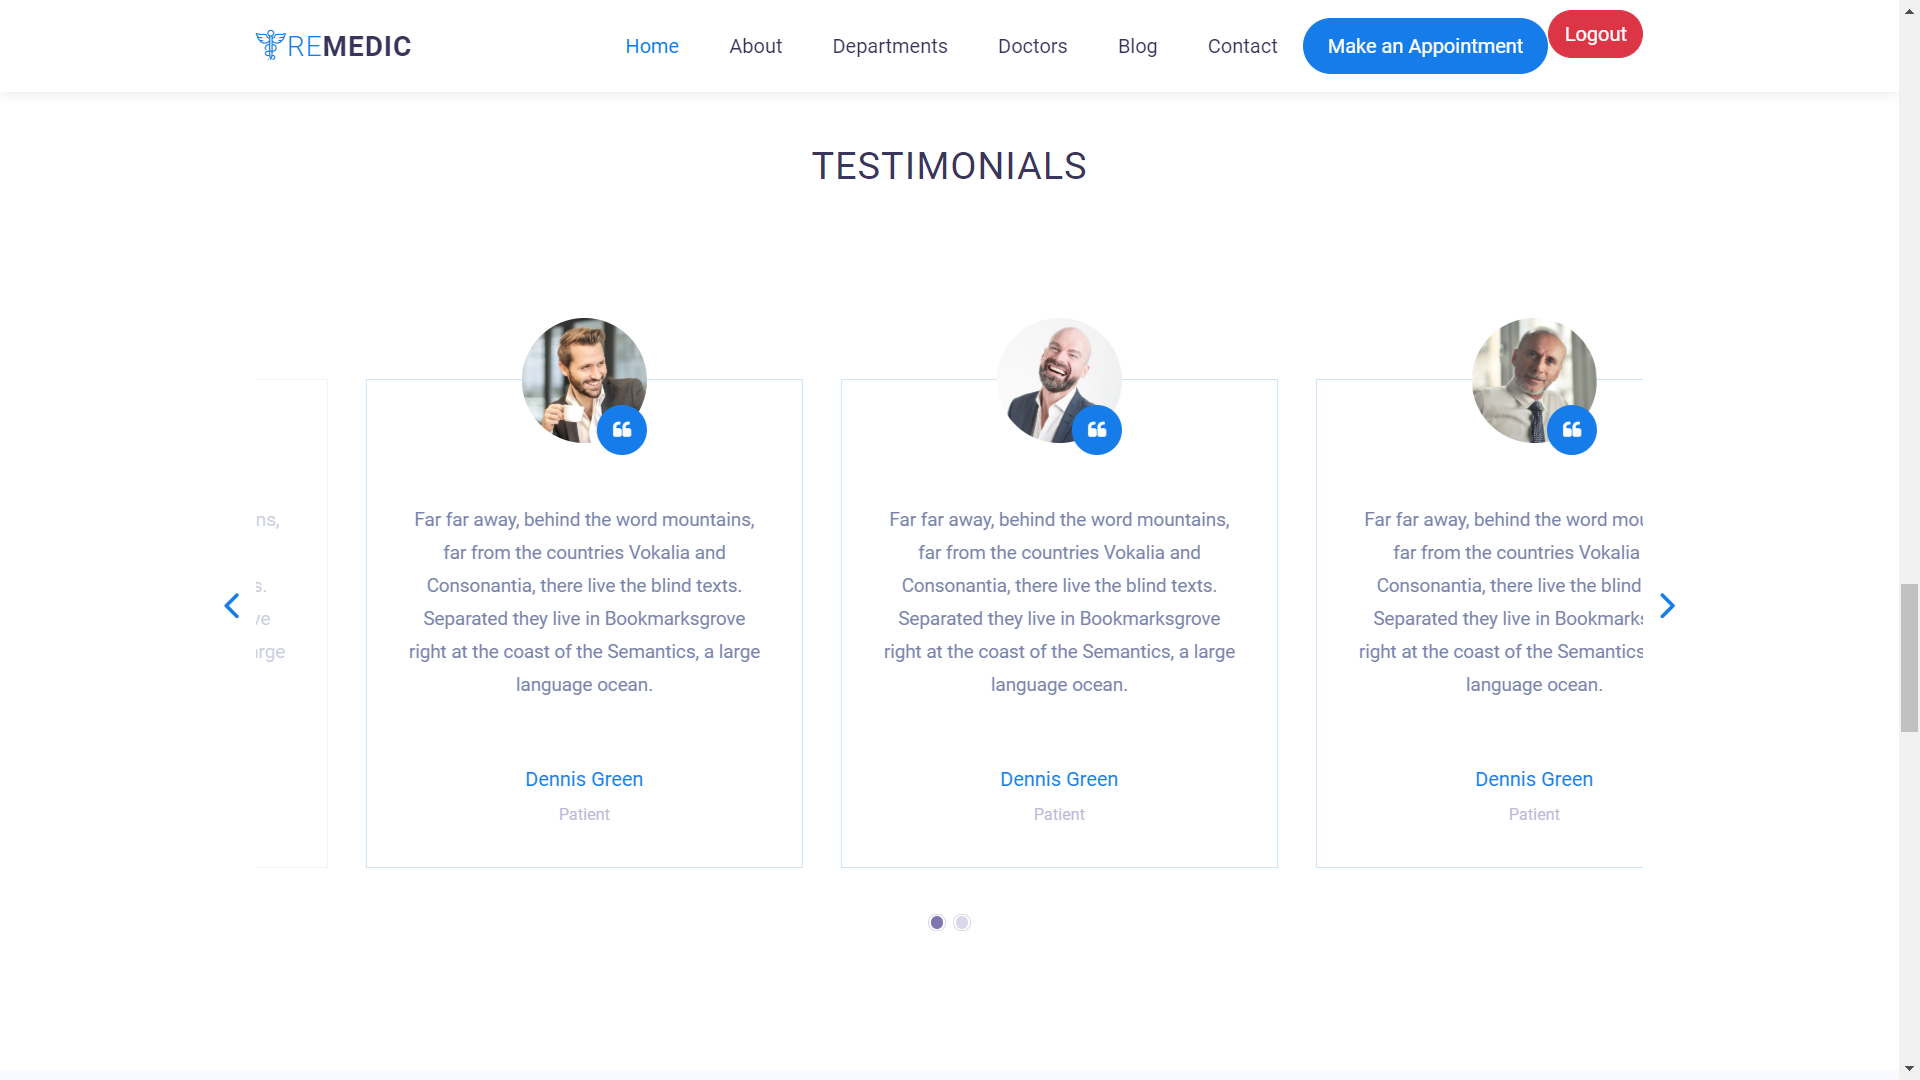 REMEDIC
Home
About
Departments
Doctors
Blog
Contact
Make an Appointment
Logout
TESTIMONIALS
ns,
s.
ve
arge
Far far away, behind the word mountains,
far from the countries Vokalia and
Consonantia, there live the blind texts.
Separated they live in Bookmarksgrove
right at the coast of the Semantics, a large
language ocean.
Dennis Green
Patient
Far far away, behind the word mountains,
far from the countries Vokalia and
Consonantia, there live the blind texts.
Separated they live in Bookmarksgrove
right at the coast of the Semantics, a large
language ocean.
Dennis Green
Patient
Far far away, behind the word mou
far from the countries Vokalia
Consonantia, there live the blind
Separated they live in Bookmarks
right at the coast of the Semantics
language ocean.
Dennis Green
Patient